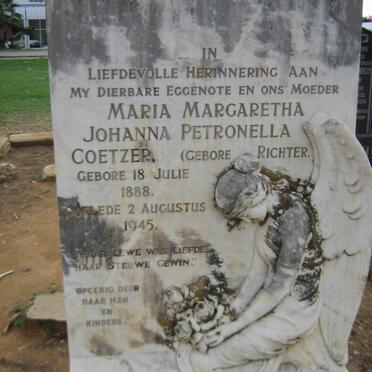 IN
LIEFDEVOLLE HERINNERING AAN
MY DIERBARE EGGENOTE EN ONS MOEDER
MARIA MARGARETHA
JOHANNA PETRONELLA
COETZER, (GEBORE RICHTER.
GEBORE 18 JULIE
1888.
2 AUGUSTUS
1945.
LEWE WAS LIEFDE,
HAAR STERWE GEWIN."
OPGERIG DEUR
HAAR MAN
EN
KINDERS.